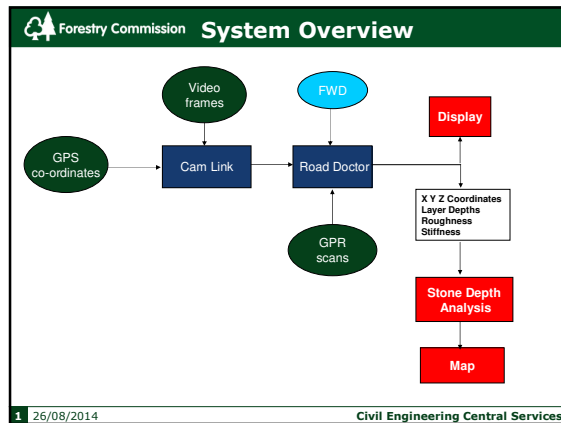 Forestry Commission System Overview
Video
frames
FWD
Display
GPS
co-ordinates
Cam Link
Road Doctor
X Y Z Coordinates
Layer Depths
Roughness
Stiffness
GPR
scans
Stone Depth
Analysis
Map
1 26/08/2014 Civil Engineering Central Services